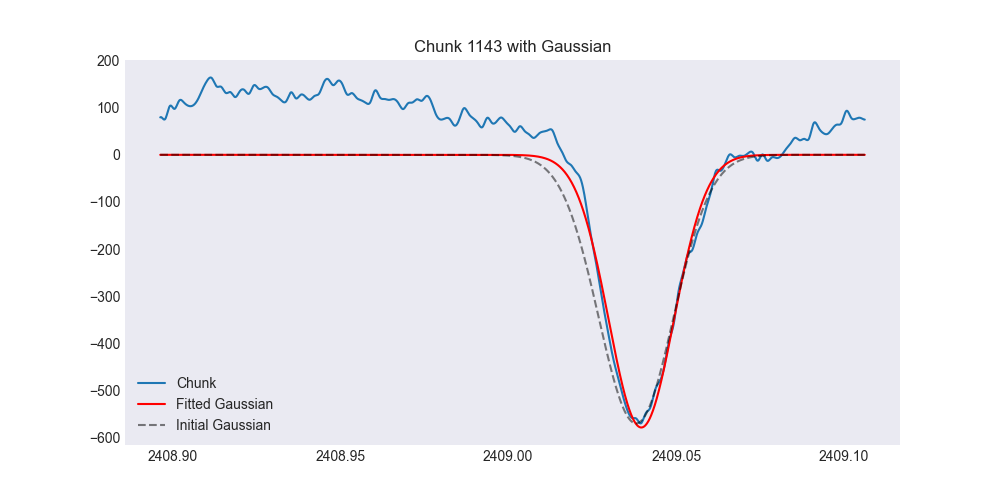 Chunk 1143 with Gaussian
200
100
0
−100
−200
−300
−400
−500
−600
Chunk
Fitted Gaussian
Initial Gaussian
2408.90 2408.95 2409.00 2409.05 2409.10